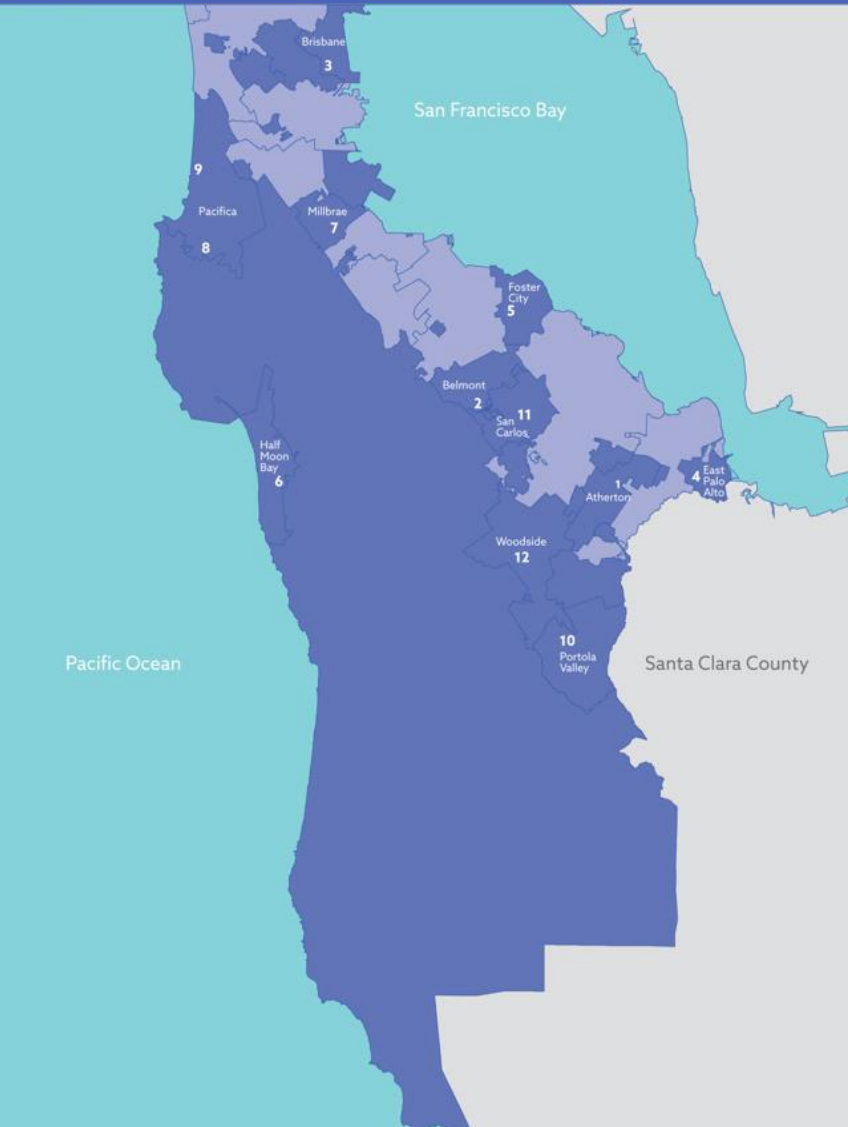 Brisbane
3
San Francisco Bay
9
Pacifica
8
Millbrae
7
Foster
City
5
Belmont
2
11
San
Carlos
Half
Moon
Bay
6
1
Atherton
4
East
Palo
Alto
Woodside
12
10
Portola
Valley
Pacific Ocean
Santa Clara County